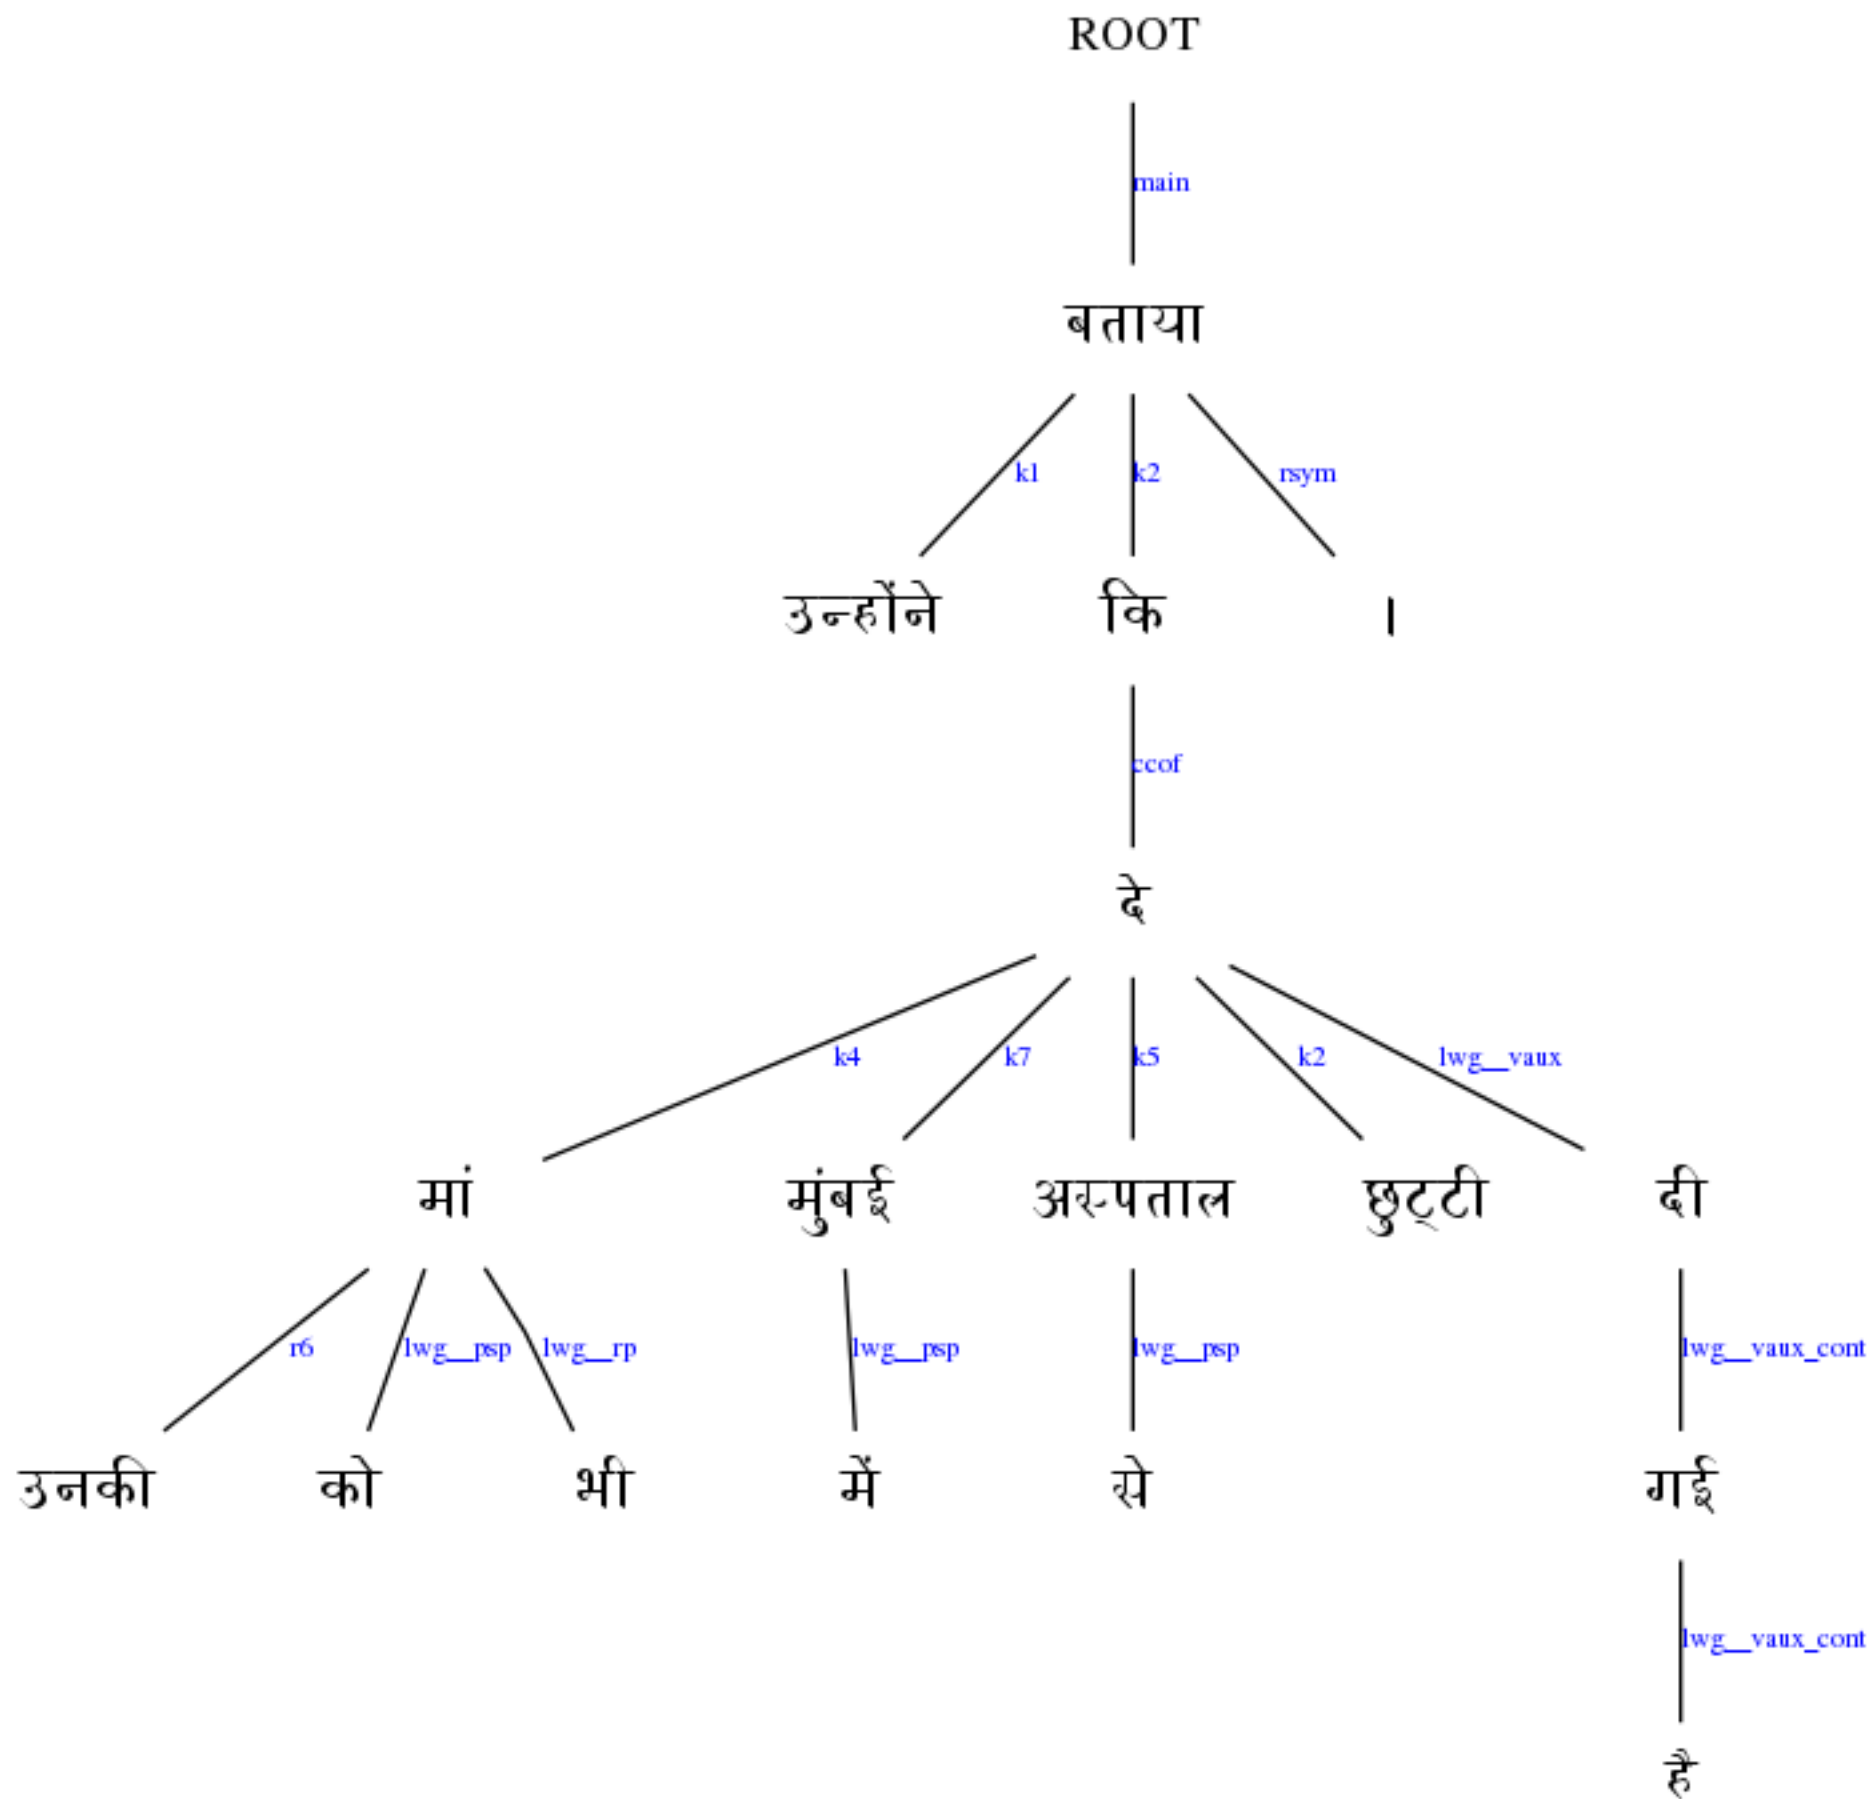 ROOT
main
बताया
k1 k2 rsym
उन्होंने कि ।
ccof
दे
k4 k7 k5 k2 lwg__vaux
मां मुंबई अस्पताल छुट्टी दी
r6 lwg__psp lwg__rp lwg__psp lwg__psp lwg__vaux_cont
उनकी को भी में से गई
lwg__vaux_cont
है